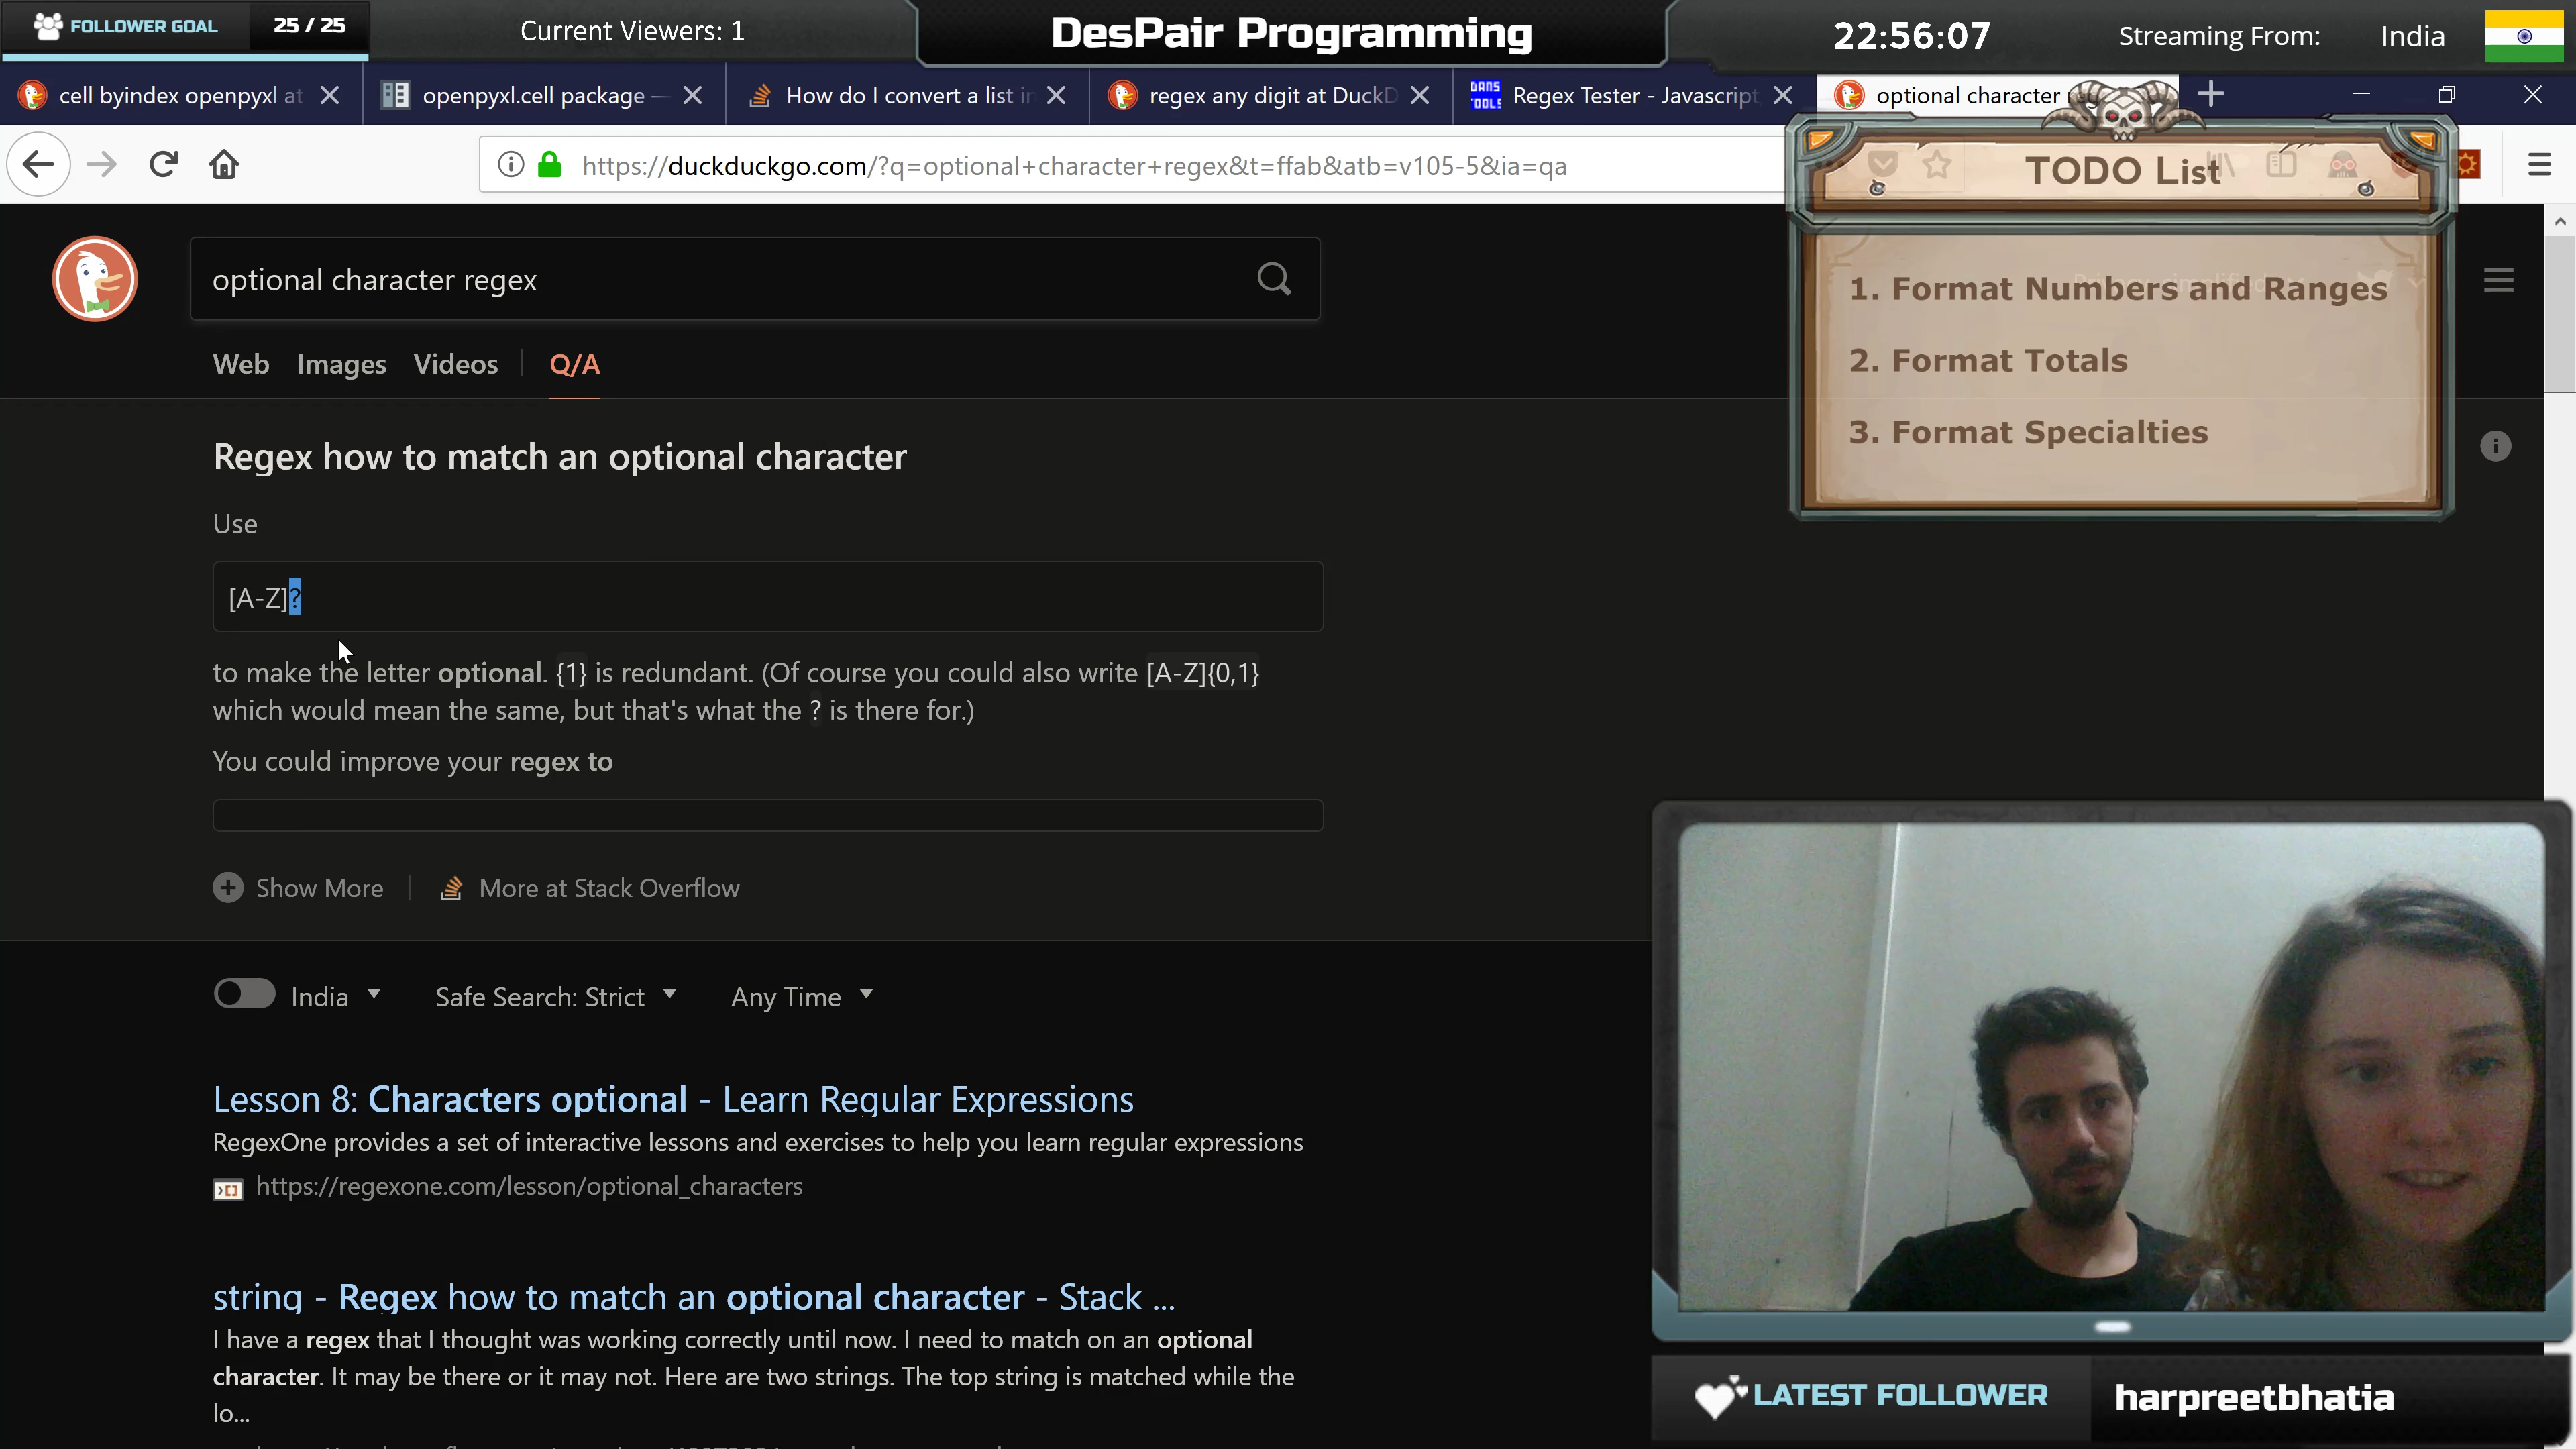 FOLLOWER GOAL
25 / 25
Current Viewers: 1
DesPair Programming
22:56:07
Streaming From:
India
cell byindex openpyxl at
openpyxl.cell package —
How do I convert a list in
regex any digit at DuckD
DANS TOOLS
Regex Tester - Javascript
optional character
https://duckduckgo.com/?q=optional+character+regex&t=ffab&atb=v105-5&ia=qa
TODO List
1. Format Numbers and Ranges
2. Format Totals
3. Format Specialties
optional character regex
Web Images Videos Q/A
Regex how to match an optional character
Use
[A-Z]?
to make the letter optional. {1} is redundant. (Of course you could also write [A-Z]{0,1}
which would mean the same, but that's what the ? is there for.)
You could improve your regex to
Show More
More at Stack Overflow
India
Safe Search: Strict
Any Time
Lesson 8: Characters optional - Learn Regular Expressions
RegexOne provides a set of interactive lessons and exercises to help you learn regular expressions
https://regexone.com/lesson/optional_characters
string - Regex how to match an optional character - Stack ...
I have a regex that I thought was working correctly until now. I need to match on an optional
character. It may be there or it may not. Here are two strings. The top string is matched while the
lo...
LATEST FOLLOWER
harpreetbhatia